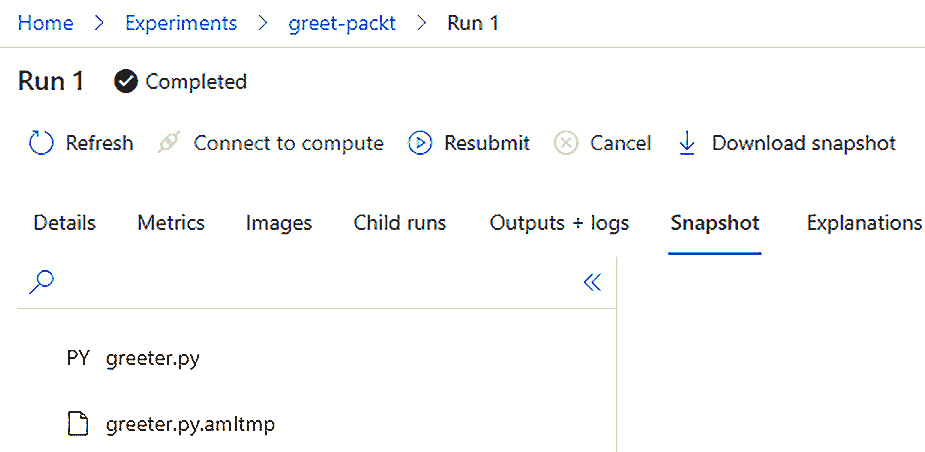 Home > Experiments > greet-packt > Run 1
Run 1 Completed
Refresh Connect to compute Resubmit Cancel Download snapshot
Details Metrics Images Child runs Outputs + logs Snapshot Explanations
PY greeter.py
greeter.py.amltmp